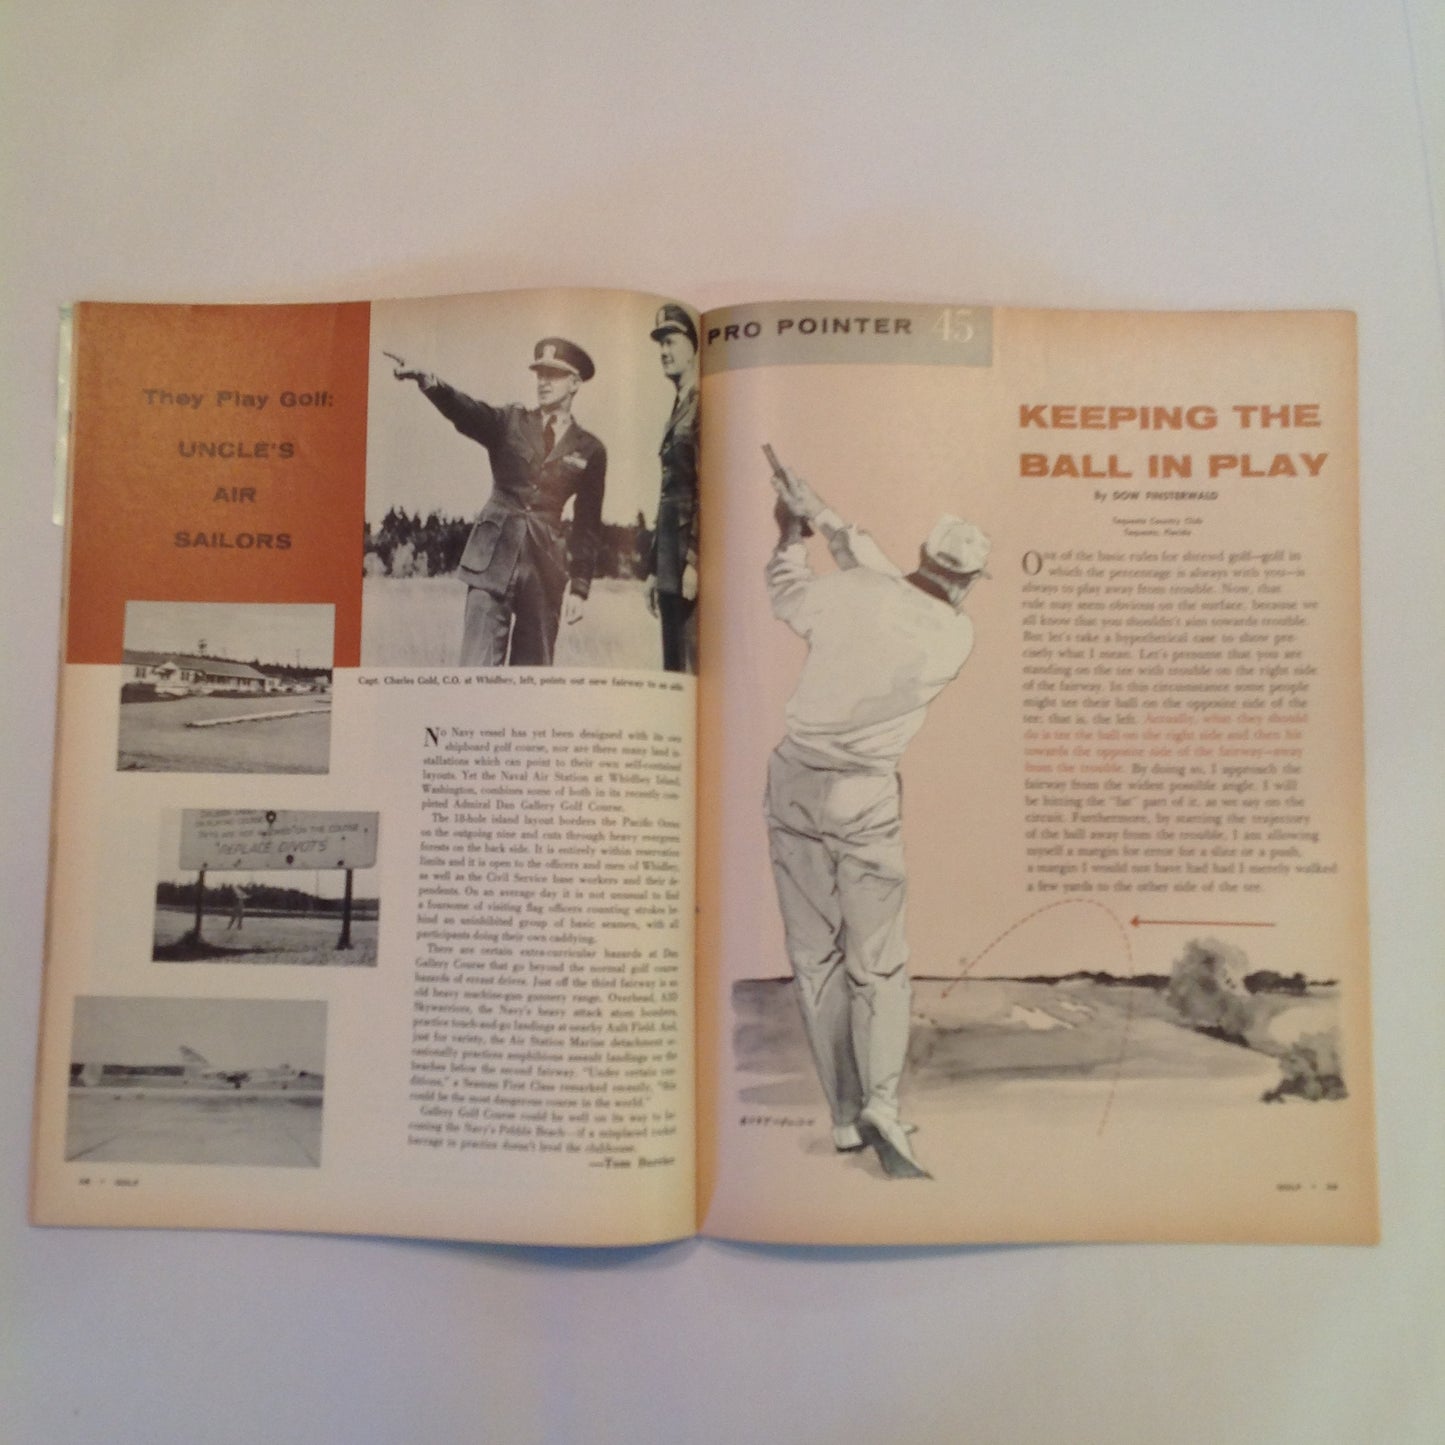 They Play Golf:
UNCLE'S
AIR
SAILORS
Capt. Charles Gold, C.O. at Whidbey, left, points out new fairway to an aide
REPLACE DIVOTS
No Navy vessel has yet been designed with its own
shipboard golf course, nor are there many land in-
stallations which can point to their own self-contained
layouts. Yet the Naval Air Station at Whidbey Island,
Washington, combines some of both in its recently com-
pleted Admiral Dan Gallery Golf Course.
The 18-hole island layout borders the Pacific Ocean
on the outgoing nine and cuts through heavy evergreen
forests on the back side. It is entirely within reservation
limits and it is open to the officers and men of Whidbey,
as well as the Civil Service base workers and their de-
pendents. On an average day it is not unusual to find
a foursome of visiting flag officers counting strokes be-
hind an uninhibited group of basic seamen, with all
participants doing their own caddying.
There are certain extra-curricular hazards at Dan
Gallery Course that go beyond the normal golf course
hazards of errant drives. Just off the third fairway is an
old heavy machine-gun gunnery range. Overhead, A3D
Skywarriors, the Navy's heavy attack atom bombers,
practice touch-and-go landings at nearby Ault Field. And,
just for variety, the Air Station Marine detachment oc-
casionally practices amphibious assault landings on the
beaches below the second fairway. "Under certain con-
ditions," a Seaman First Class remarked recently, "this
could be the most dangerous course in the world."
Gallery Golf Course could be well on its way to be-
coming the Navy's Pebble Beach—if a misplaced rocket
barrage in practice doesn't level the clubhouse.
—Tom
GOLF
PRO POINTER 45
KEEPING THE
BALL IN PLAY
By DOW FINSTERWALD
Tequesta Country Club
Tequesta, Florida
One of the basic rules for shrewd golf—golf in
which the percentage is always with you—is
always to play away from trouble. Now, that
rule may seem obvious on the surface, because we
all know that you shouldn't aim towards trouble.
But let's take a hypothetical case to show pre-
cisely what I mean. Let's presume that you are
standing on the tee with trouble on the right side
of the fairway. In this circumstance some people
might tee their ball on the opposite side of the
tee; that is, the left. Actually, what they should
do is tee the ball on the right side and then hit
towards the opposite side of the fairway—away
from the trouble. By doing so, I approach the
fairway from the widest possible angle. I will
be hitting the "fat" part of it, as we say on the
circuit. Furthermore, by starting the trajectory
of the ball away from the trouble, I am allowing
myself a margin for error for a slice or a push,
a margin I would not have had had I merely walked
a few yards to the other side of the tee.
GOLF